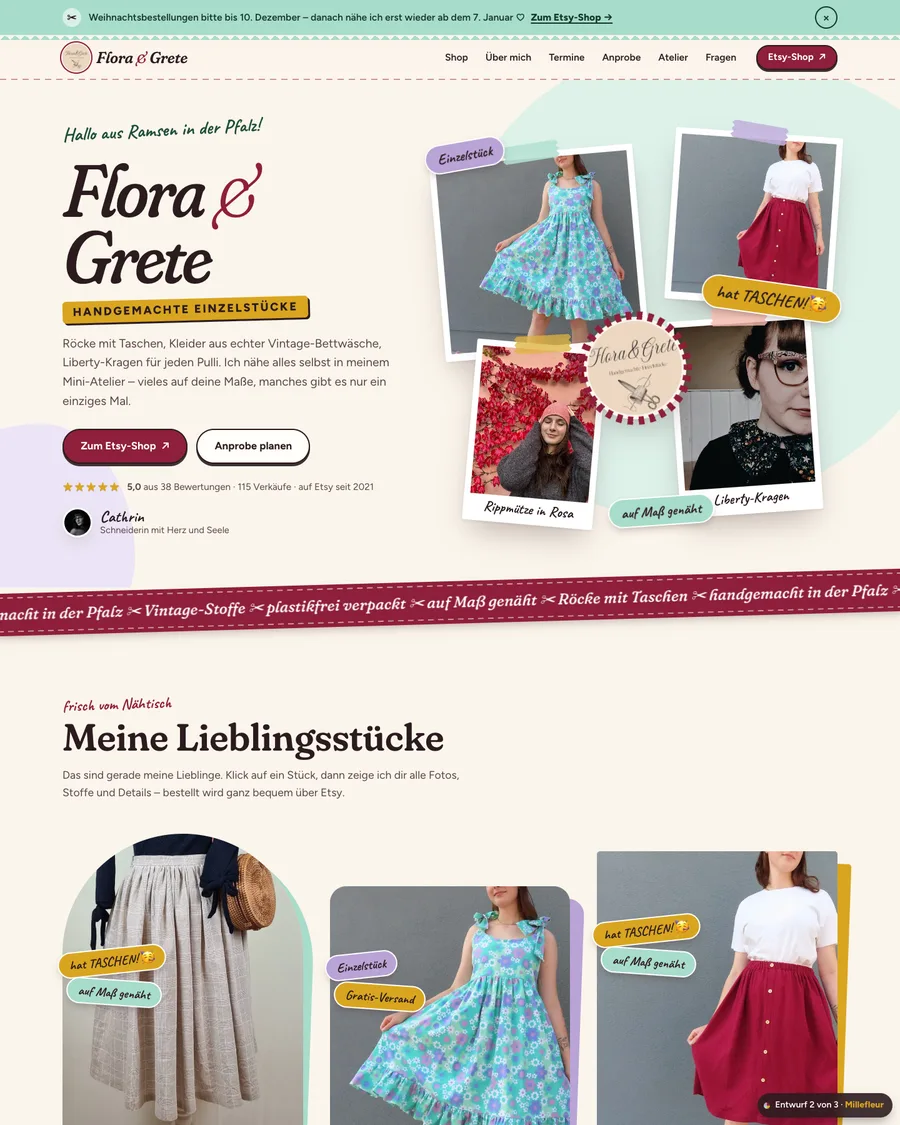 Weihnachtsbestellungen bitte bis 10. Dezember – danach nähe ich erst wieder ab dem 7. Januar ♡ Zum Etsy-Shop →
×
Flora & Grete
Shop Über mich Termine Anprobe Atelier Fragen Etsy-Shop ↗
Hallo aus Ramsen in der Pfalz!
Flora &
Grete
HANDGEMACHTE EINZELSTÜCKE
Röcke mit Taschen, Kleider aus echter Vintage-Bettwäsche,
Liberty-Kragen für jeden Pulli. Ich nähe alles selbst in meinem
Mini-Atelier – vieles auf deine Maße, manches gibt es nur ein
einziges Mal.
Zum Etsy-Shop ↗ Anprobe planen
★★★★★ 5,0 aus 38 Bewertungen · 115 Verkäufe · auf Etsy seit 2021
Cathrin
Schneiderin mit Herz und Seele
Einzelstück
hat TASCHEN!🥰
Flora & Grete
Rippmütze in Rosa
auf Maß genäht
Liberty-Kragen
macht in der Pfalz ✂ Vintage-Stoffe ✂ plastikfrei verpackt ✂ auf Maß genäht ✂ Röcke mit Taschen ✂ handgemacht in der Pfalz ✂
frisch vom Nähtisch
Meine Lieblingsstücke
Das sind gerade meine Lieblinge. Klick auf ein Stück, dann zeige ich dir alle Fotos,
Stoffe und Details – bestellt wird ganz bequem über Etsy.
hat TASCHEN!🥰
auf Maß genäht
Einzelstück
Gratis-Versand
hat TASCHEN!🥰
auf Maß genäht
Entwurf 2 von 3 · Millefleur